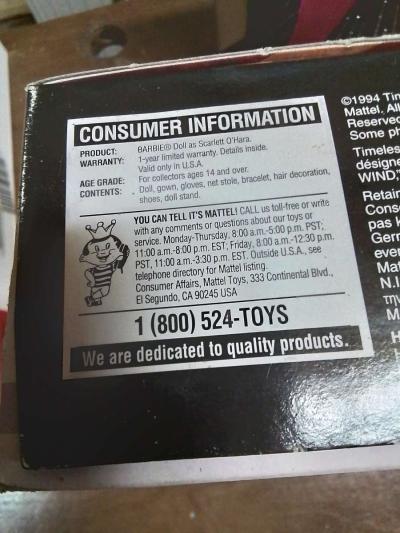 CONSUMER INFORMATION
PRODUCT: BARBIE® Doll as Scarlett O'Hara.
WARRANTY: 1-year limited warranty. Details inside.
Valid only in U.S.A.
AGE GRADE: For collectors ages 14 and over.
CONTENTS: Doll, gown, gloves, net stole, bracelet, hair decoration,
shoes, doll stand.
YOU CAN TELL IT'S MATTEL! CALL us toll-free or write
with any comments or questions about our toys or
service. Monday-Thursday, 8:00 a.m.-5:00 p.m. PST;
11:00 a.m.-8:00 p.m. EST; Friday, 8:00 a.m.-12:30 p.m.
PST, 11:00 a.m.-3:30 p.m. EST. Outside U.S.A., see
telephone directory for Mattel listing.
Consumer Affairs, Mattel Toys, 333 Continental Blvd.,
El Segundo, CA 90245 USA
1 (800) 524-TOYS
We are dedicated to quality products.
©1994
Mattel. All
Reserved
Some
Timeles
designe
WIND,"
Retain
Cons
pas
Germ
ever
Mat
N.I.
M
H